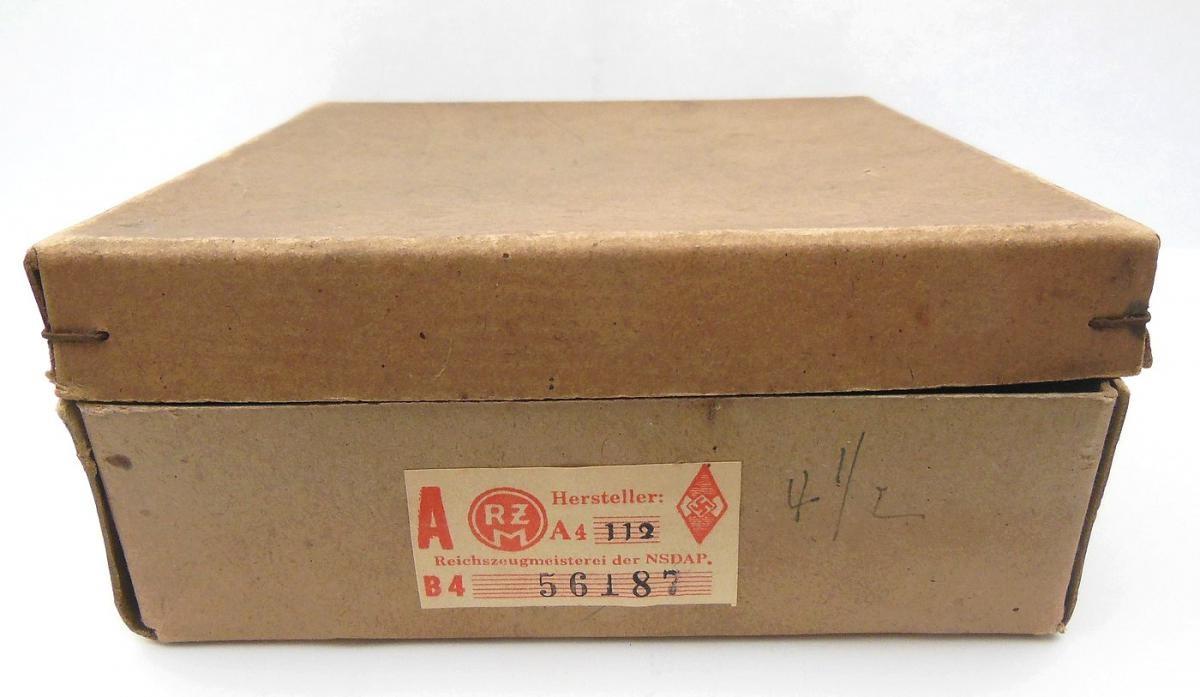 A
RZM
Hersteller:
A4 112
Reichszeugmeisterei der NSDAP.
B4 56187
4 1/2